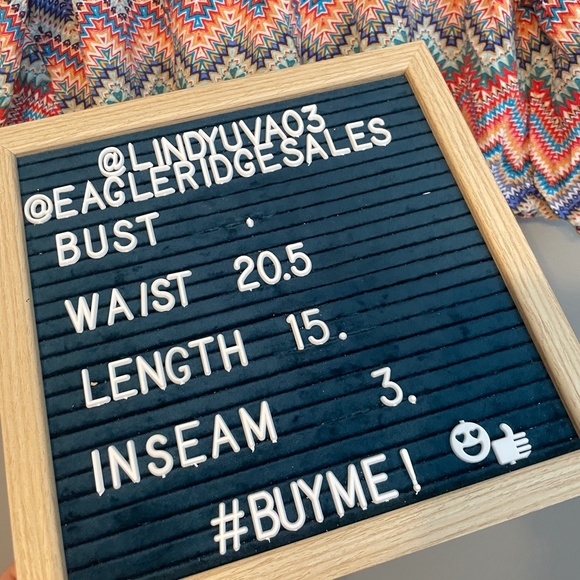 @LINDYUVA03
@EAGLERIDGESALES
BUST .
WAIST 20.5
LENGTH 15.
INSEAM 3.
#BUYME!